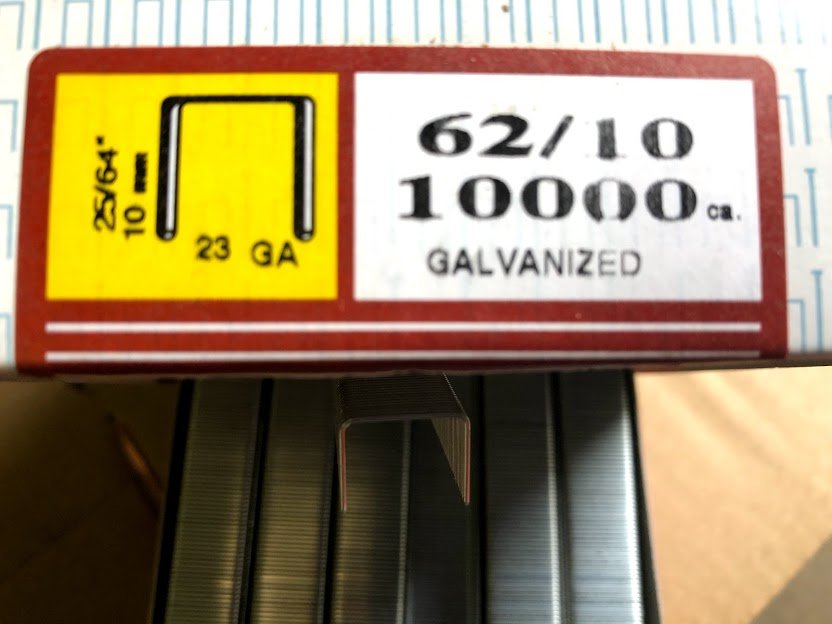 25/64"
10 mm
23 GA
62/10
10000 ca.
GALVANIZED